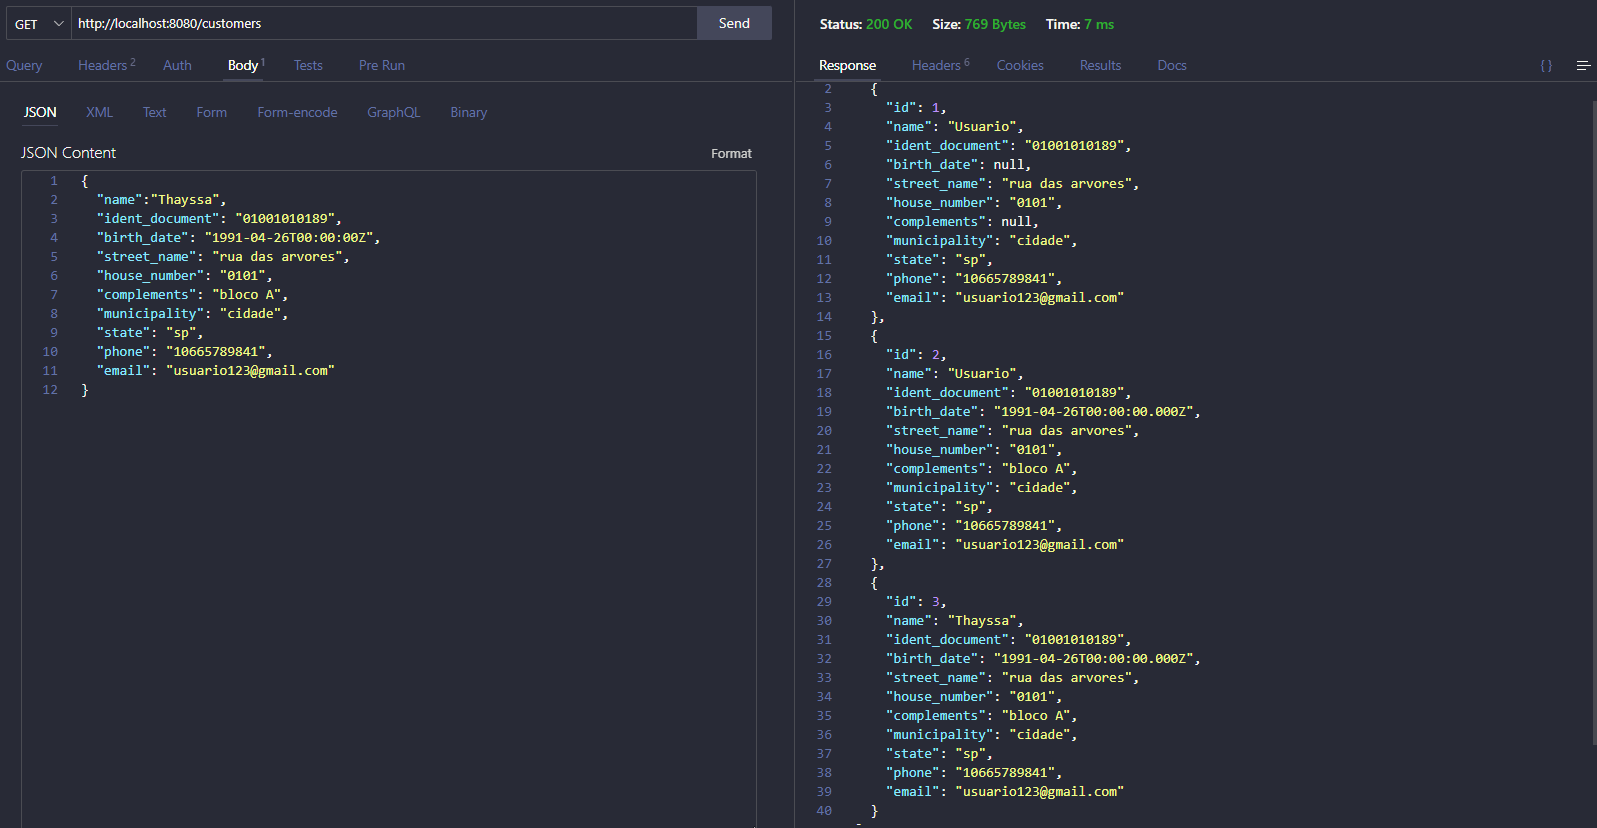 GET http://localhost:8080/customers Send
Query Headers 2 Auth Body 1 Tests Pre Run
JSON XML Text Form Form-encode GraphQL Binary
JSON Content Format
1 {
2 "name":"Thayssa",
3 "ident_document": "01001010189",
4 "birth_date": "1991-04-26T00:00:00Z",
5 "street_name": "rua das arvores",
6 "house_number": "0101",
7 "complements": "bloco A",
8 "municipality": "cidade",
9 "state": "sp",
10 "phone": "10665789841",
11 "email": "usuario123@gmail.com"
12 }
Status: 200 OK Size: 769 Bytes Time: 7 ms
Response Headers 6 Cookies Results Docs { }
2 {
3 "id": 1,
4 "name": "Usuario",
5 "ident_document": "01001010189",
6 "birth_date": null,
7 "street_name": "rua das arvores",
8 "house_number": "0101",
9 "complements": null,
10 "municipality": "cidade",
11 "state": "sp",
12 "phone": "10665789841",
13 "email": "usuario123@gmail.com"
14 },
15 {
16 "id": 2,
17 "name": "Usuario",
18 "ident_document": "01001010189",
19 "birth_date": "1991-04-26T00:00:00.000Z",
20 "street_name": "rua das arvores",
21 "house_number": "0101",
22 "complements": "bloco A",
23 "municipality": "cidade",
24 "state": "sp",
25 "phone": "10665789841",
26 "email": "usuario123@gmail.com"
27 },
28 {
29 "id": 3,
30 "name": "Thayssa",
31 "ident_document": "01001010189",
32 "birth_date": "1991-04-26T00:00:00.000Z",
33 "street_name": "rua das arvores",
34 "house_number": "0101",
35 "complements": "bloco A",
36 "municipality": "cidade",
37 "state": "sp",
38 "phone": "10665789841",
39 "email": "usuario123@gmail.com"
40 }